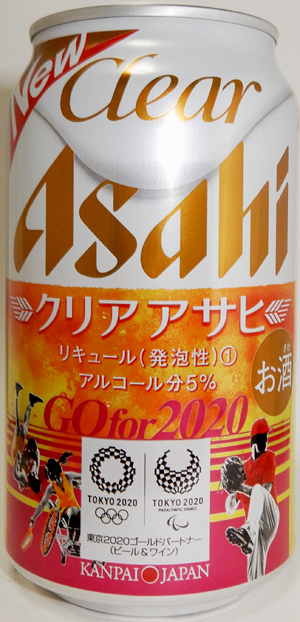 New
Clear
Asahi
クリア アサヒ
リキュール(発泡性)①
アルコール分5%
お酒
GO for 2020
TOKYO 2020
TOKYO 2020
PARALYMPIC GAMES
東京2020ゴールドパートナー
(ビール&ワイン)
KANPAI JAPAN